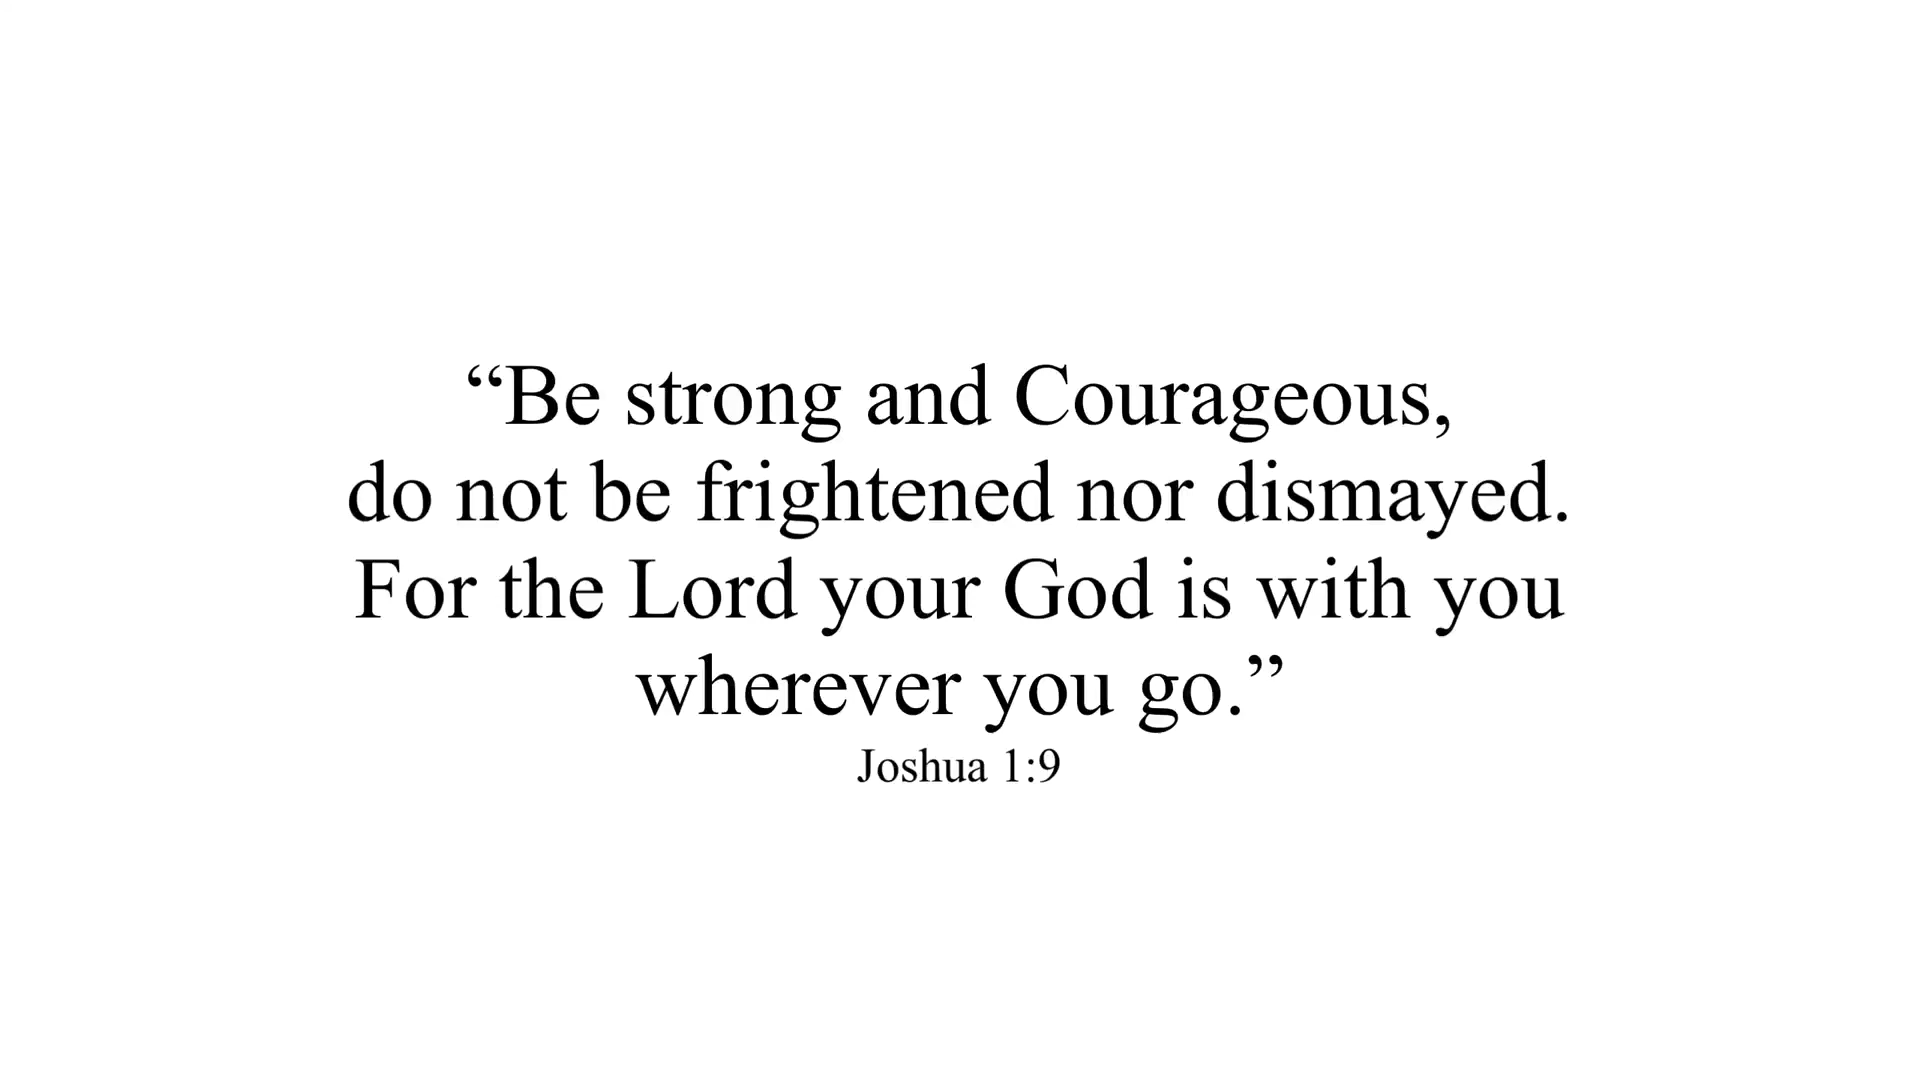 “Be strong and Courageous,
do not be frightened nor dismayed.
For the Lord your God is with you
wherever you go.”
Joshua 1:9